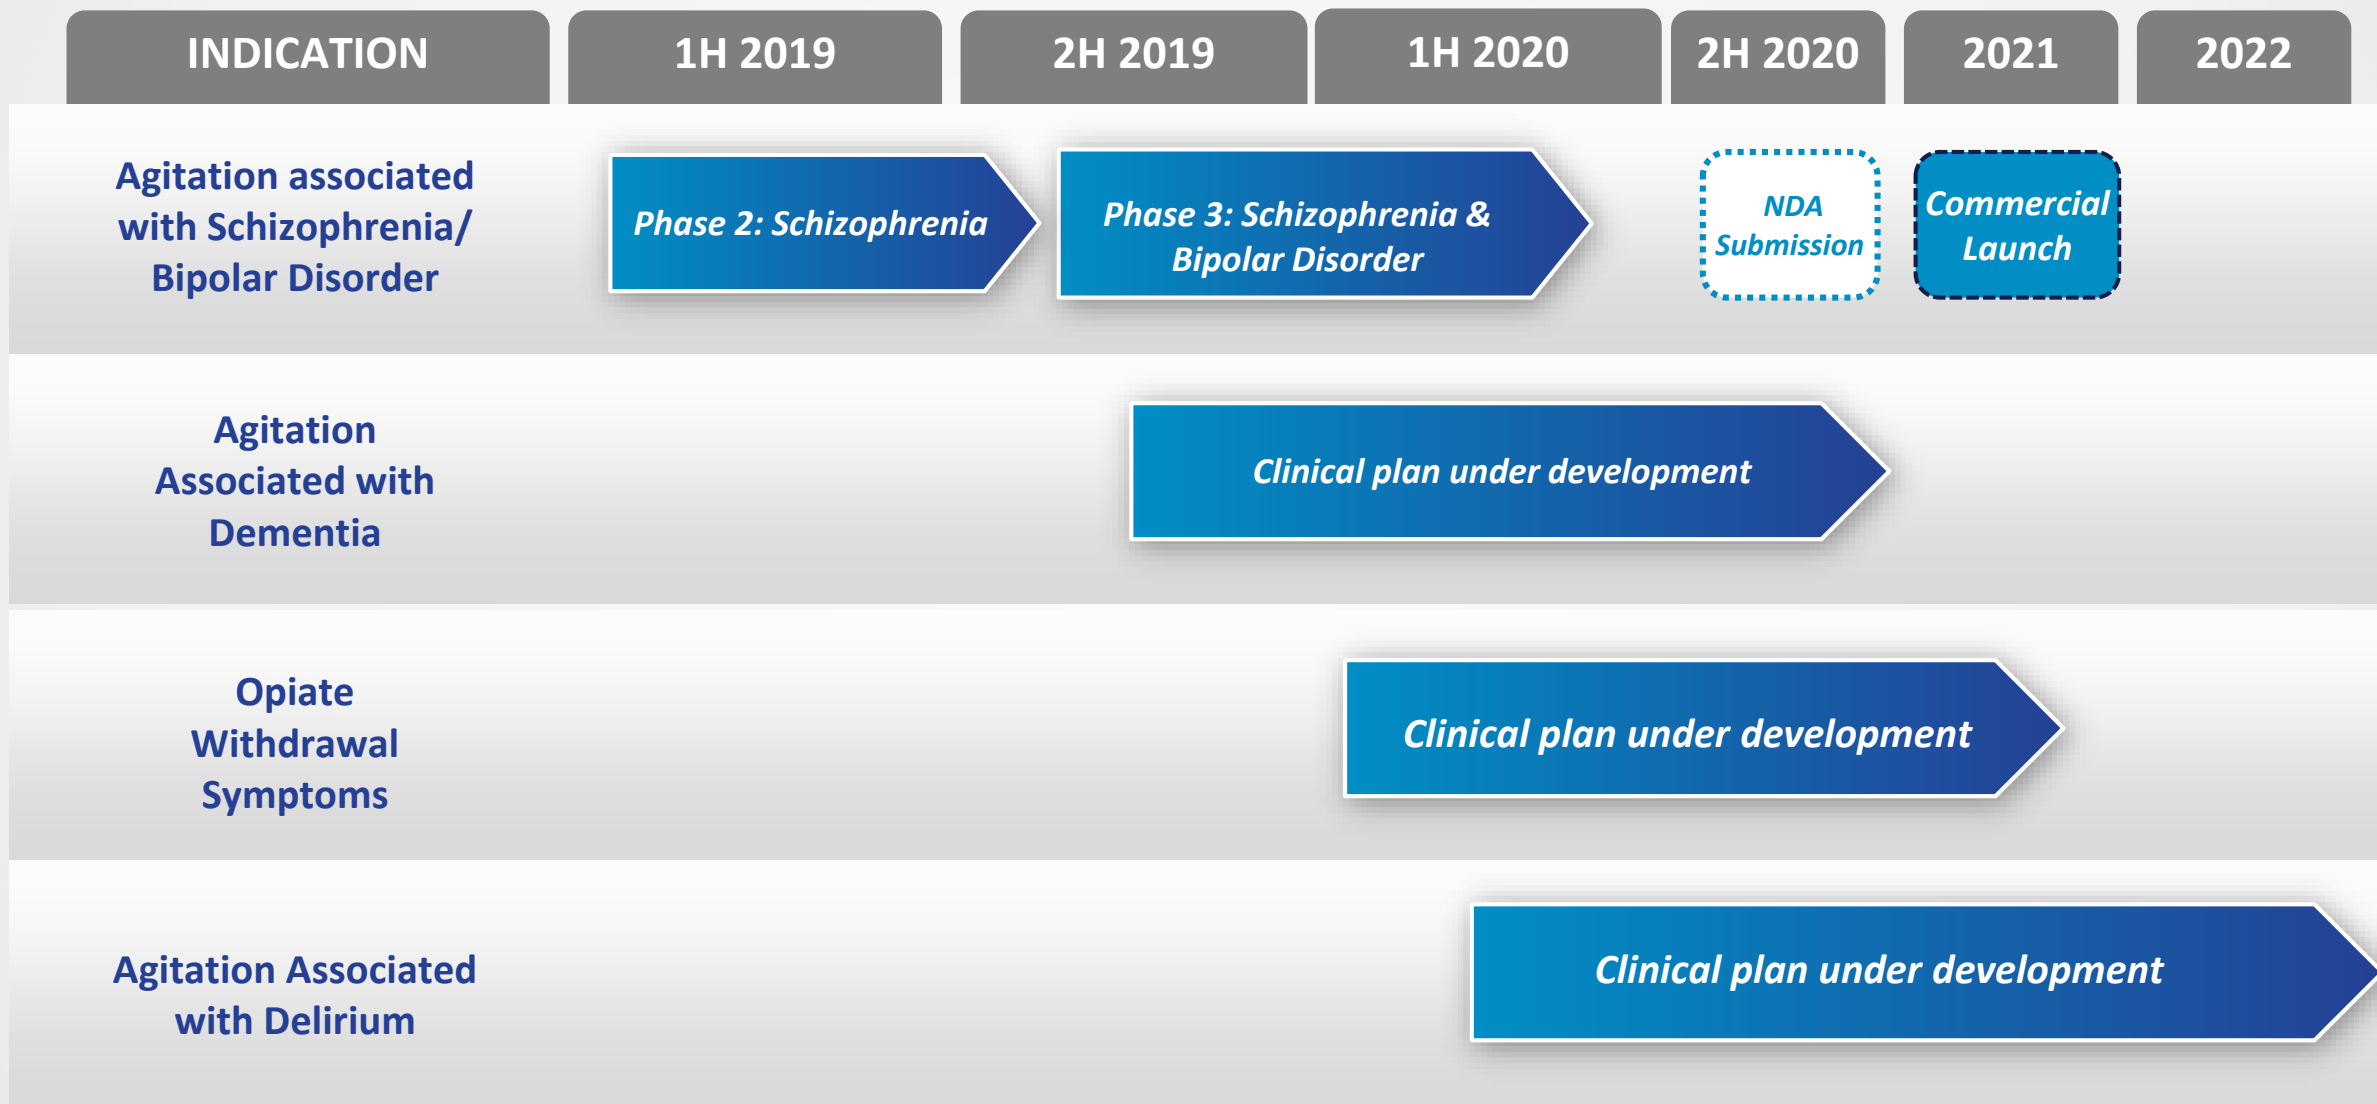 INDICATION
1H 2019
2H 2019
1H 2020
2H 2020
2021
2022
Agitation associated
with Schizophrenia/
Bipolar Disorder
Phase 2: Schizophrenia
Phase 3: Schizophrenia &
Bipolar Disorder
NDA
Submission
Commercial
Launch
Agitation
Associated with
Dementia
Clinical plan under development
Opiate
Withdrawal
Symptoms
Clinical plan under development
Agitation Associated
with Delirium
Clinical plan under development